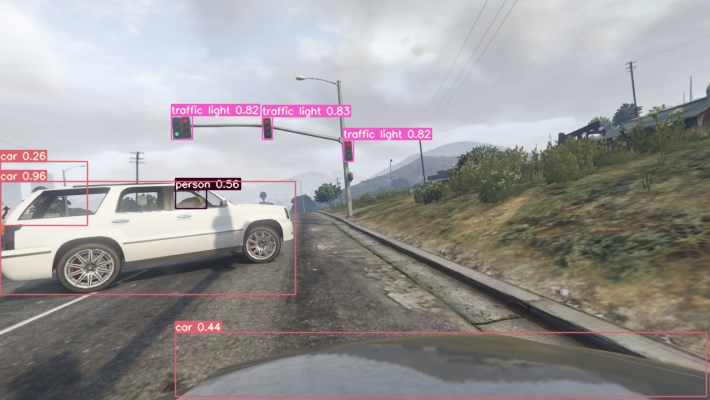 traffic light 0.82
traffic light 0.83
traffic light 0.82
car 0.26
car 0.96
person 0.56
car 0.44